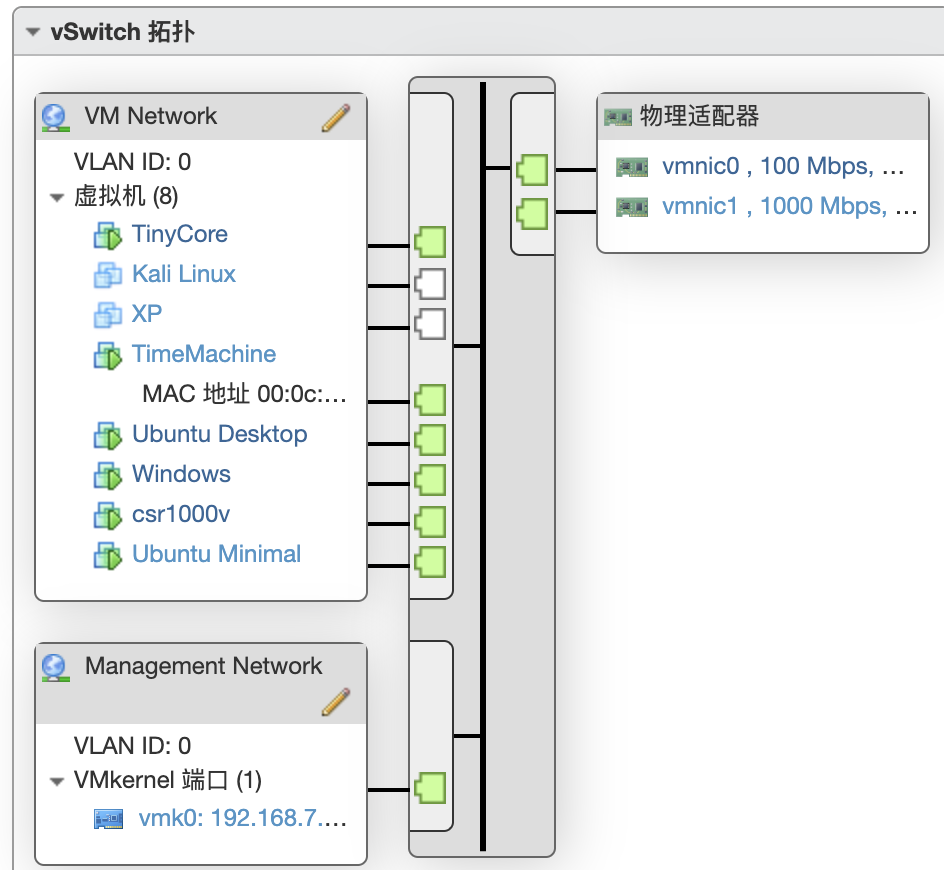 vSwitch 拓扑
VM Network
VLAN ID: 0
虚拟机 (8)
TinyCore
Kali Linux
XP
TimeMachine
MAC 地址 00:0c:...
Ubuntu Desktop
Windows
csr1000v
Ubuntu Minimal
Management Network
VLAN ID: 0
VMkernel 端口 (1)
vmk0: 192.168.7....
物理适配器
vmnic0 , 100 Mbps, ...
vmnic1 , 1000 Mbps, ...